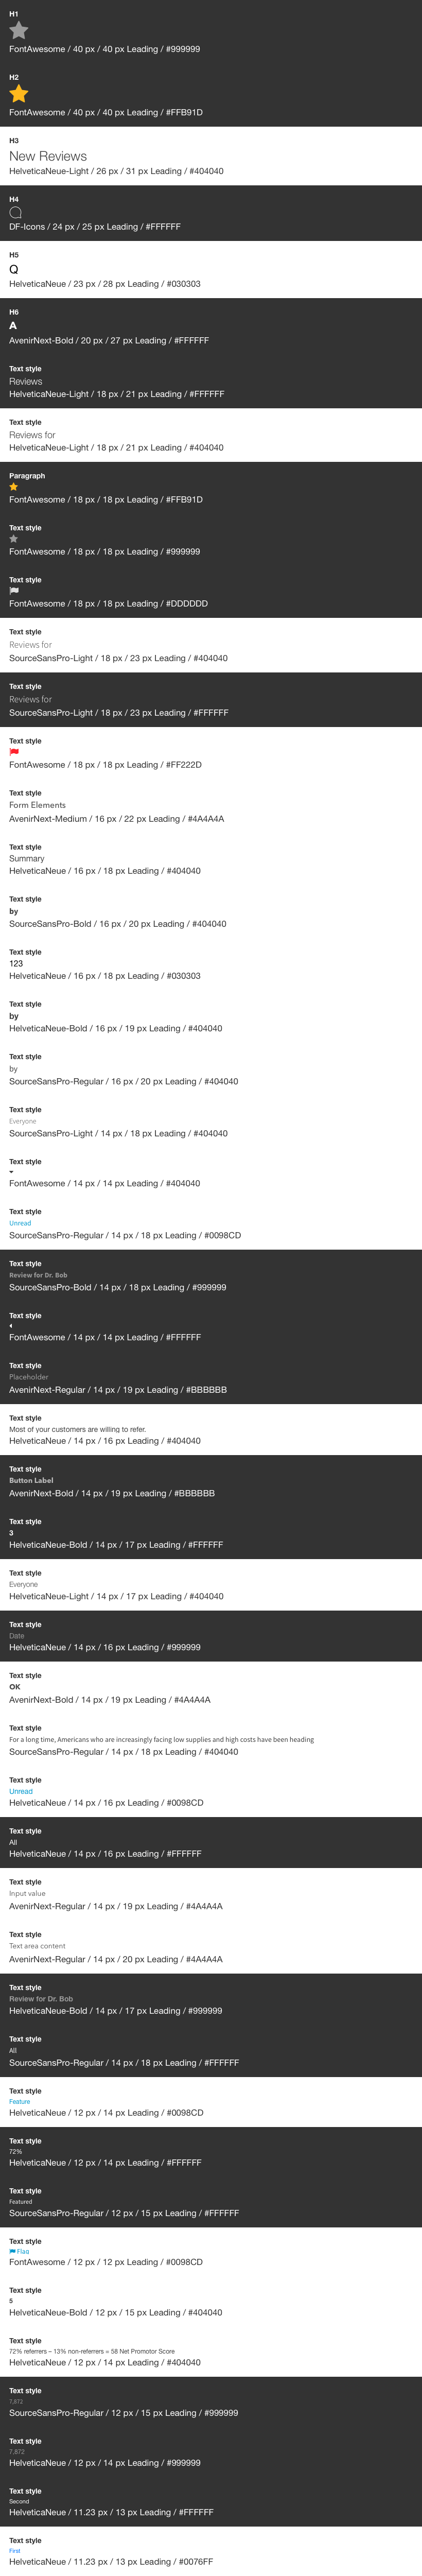 H1
FontAwesome / 40 px / 40 px Leading / #999999
H2
FontAwesome / 40 px / 40 px Leading / #FFB91D
H3
New Reviews
HelveticaNeue-Light / 26 px / 31 px Leading / #404040
H4
DF-Icons / 24 px / 25 px Leading / #FFFFFF
H5
Q
HelveticaNeue / 23 px / 28 px Leading / #030303
H6
A
AvenirNext-Bold / 20 px / 27 px Leading / #FFFFFF
Text style
Reviews
HelveticaNeue-Light / 18 px / 21 px Leading / #FFFFFF
Text style
Reviews for
HelveticaNeue-Light / 18 px / 21 px Leading / #404040
Paragraph
FontAwesome / 18 px / 18 px Leading / #FFB91D
Text style
FontAwesome / 18 px / 18 px Leading / #999999
Text style
FontAwesome / 18 px / 18 px Leading / #DDDDDD
Text style
Reviews for
SourceSansPro-Light / 18 px / 23 px Leading / #404040
Text style
Reviews for
SourceSansPro-Light / 18 px / 23 px Leading / #FFFFFF
Text style
FontAwesome / 18 px / 18 px Leading / #FF222D
Text style
Form Elements
AvenirNext-Medium / 16 px / 22 px Leading / #4A4A4A
Text style
Summary
HelveticaNeue / 16 px / 18 px Leading / #404040
Text style
by
SourceSansPro-Bold / 16 px / 20 px Leading / #404040
Text style
123
HelveticaNeue / 16 px / 18 px Leading / #030303
Text style
by
HelveticaNeue-Bold / 16 px / 19 px Leading / #404040
Text style
by
SourceSansPro-Regular / 16 px / 20 px Leading / #404040
Text style
Everyone
SourceSansPro-Light / 14 px / 18 px Leading / #404040
Text style
FontAwesome / 14 px / 14 px Leading / #404040
Text style
Unread
SourceSansPro-Regular / 14 px / 18 px Leading / #0098CD
Text style
Review for Dr. Bob
SourceSansPro-Bold / 14 px / 18 px Leading / #999999
Text style
FontAwesome / 14 px / 14 px Leading / #FFFFFF
Text style
Placeholder
AvenirNext-Regular / 14 px / 19 px Leading / #BBBBBB
Text style
Most of your customers are willing to refer.
HelveticaNeue / 14 px / 16 px Leading / #404040
Text style
Button Label
AvenirNext-Bold / 14 px / 19 px Leading / #BBBBBB
Text style
3
HelveticaNeue-Bold / 14 px / 17 px Leading / #FFFFFF
Text style
Everyone
HelveticaNeue-Light / 14 px / 17 px Leading / #404040
Text style
Date
HelveticaNeue / 14 px / 16 px Leading / #999999
Text style
OK
AvenirNext-Bold / 14 px / 19 px Leading / #4A4A4A
Text style
For a long time, Americans who are increasingly facing low supplies and high costs have been heading
SourceSansPro-Regular / 14 px / 18 px Leading / #404040
Text style
Unread
HelveticaNeue / 14 px / 16 px Leading / #0098CD
Text style
All
HelveticaNeue / 14 px / 16 px Leading / #FFFFFF
Text style
Input value
AvenirNext-Regular / 14 px / 19 px Leading / #4A4A4A
Text style
Text area content
AvenirNext-Regular / 14 px / 20 px Leading / #4A4A4A
Text style
Review for Dr. Bob
HelveticaNeue-Bold / 14 px / 17 px Leading / #999999
Text style
All
SourceSansPro-Regular / 14 px / 18 px Leading / #FFFFFF
Text style
Feature
HelveticaNeue / 12 px / 14 px Leading / #0098CD
Text style
72%
HelveticaNeue / 12 px / 14 px Leading / #FFFFFF
Text style
Featured
SourceSansPro-Regular / 12 px / 15 px Leading / #FFFFFF
Text style
Flag
FontAwesome / 12 px / 12 px Leading / #0098CD
Text style
5
HelveticaNeue-Bold / 12 px / 15 px Leading / #404040
Text style
72% referrers – 13% non-referrers = 58 Net Promotor Score
HelveticaNeue / 12 px / 14 px Leading / #404040
Text style
7,872
SourceSansPro-Regular / 12 px / 15 px Leading / #999999
Text style
7,872
HelveticaNeue / 12 px / 14 px Leading / #999999
Text style
Second
HelveticaNeue / 11.23 px / 13 px Leading / #FFFFFF
Text style
First
HelveticaNeue / 11.23 px / 13 px Leading / #0076FF